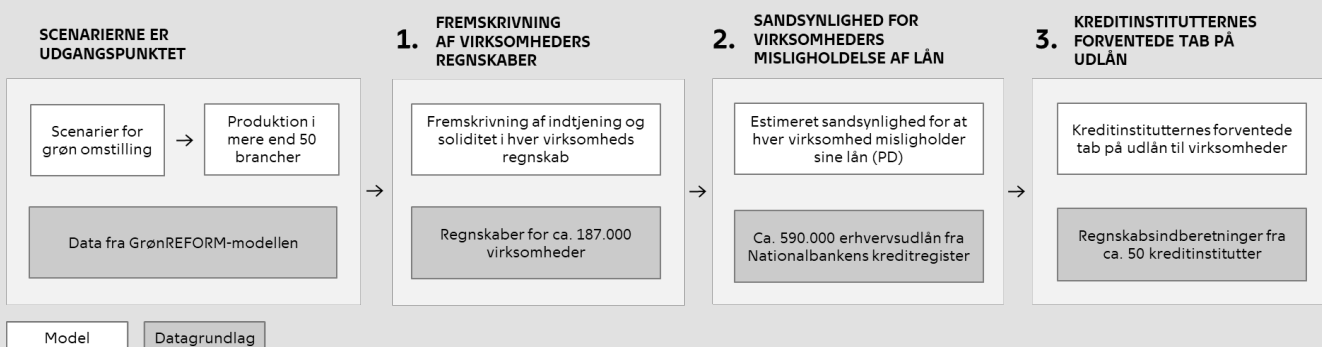 SCENARIERNE ER
UDGANGSPUNKTET
Scenarier for
grøn omstilling
→
Produktion i
mere end 50
brancher
Data fra GrønREFORM-modellen
→
1. FREMSKRIVNING
AF VIRKSOMHEDERS
REGNSKABER
Fremskrivning af indtjening og
soliditet i hver virksomheds
regnskab
Regnskaber for ca. 187.000
virksomheder
→
2. SANDSYNLIGHED FOR
VIRKSOMHEDERS
MISLIGHOLDELSE AF LÅN
Estimeret sandsynlighed for at
hver virksomhed misligholder
sine lån (PD)
Ca. 590.000 erhvervsudlån fra
Nationalbankens kreditregister
→
3. KREDITINSTITUTTERNES
FORVENTEDE TAB PÅ
UDLÅN
Kreditinstitutternes forventede
tab på udlån til virksomheder
Regnskabsindberetninger fra
ca. 50 kreditinstitutter
Model
Datagrundlag